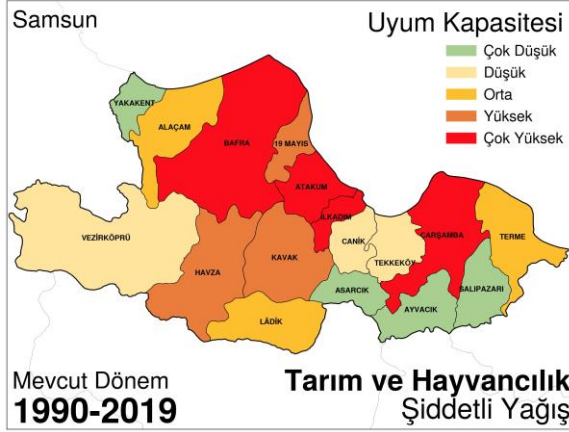 Samsun
Uyum Kapasitesi
Çok Düşük
Düşük
Orta
Yüksek
Çok Yüksek
YAKAKENT
ALAÇAM
BAFRA
19 MAYIS
ATAKUM
İLKADIM
ÇARŞAMBA
TERME
VEZİRKÖPRÜ
CANİK
TEKKEKÖY
HAVZA
KAVAK
ASARCIK
SALIPAZARI
AYVACIK
LÂDİK
Mevcut Dönem
1990-2019
Tarım ve Hayvancılık
Şiddetli Yağış